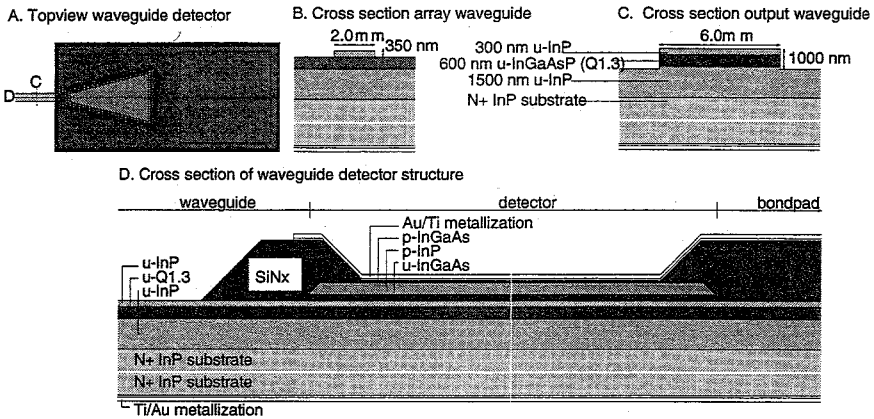 A. Topview waveguide detector
C
D
B. Cross section array waveguide
2.0m m
350 nm
C. Cross section output waveguide
6.0m m
1000 nm
300 nm u-InP
600 nm u-InGaAsP (Q1.3)
1500 nm u-InP
N+ InP substrate
D. Cross section of waveguide detector structure
waveguide
detector
bondpad
Au/Ti metallization
p-InGaAs
p-InP
u-InGaAs
SiNx
u-InP
u-Q1.3
u-InP
N+ InP substrate
N+ InP substrate
Ti/Au metallization